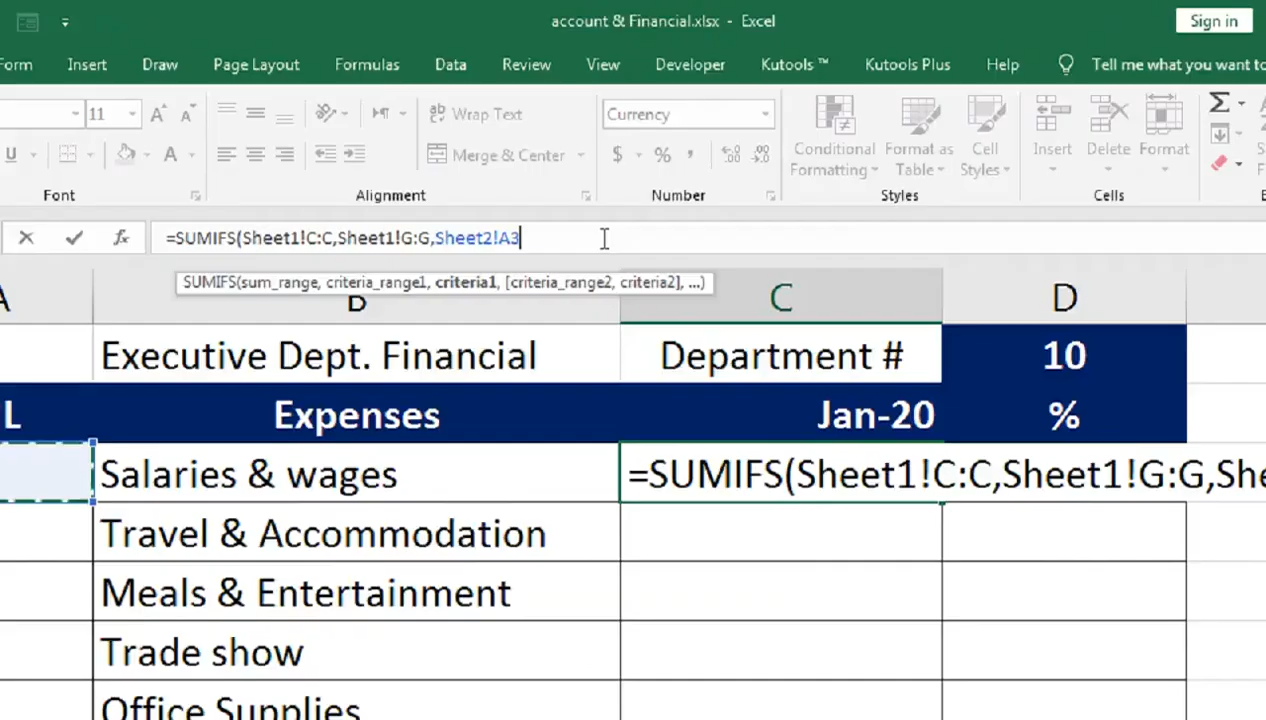 account & Financial.xlsx - Excel
Sign in
Form Insert Draw Page Layout Formulas Data Review View Developer Kutools ™ Kutools Plus Help Tell me what you want to
11 A A Wrap Text Currency
U A Merge & Center $ % , Conditional Formatting Format as Table Cell Styles Insert Delete Format
Font Alignment Number Styles Cells
fx =SUMIFS(Sheet1!C:C,Sheet1!G:G,Sheet2!A3
SUMIFS(sum_range, criteria_range1, criteria1, [criteria_range2, criteria2], ...)
A B C D
Executive Dept. Financial Department # 10
L Expenses Jan-20 %
Salaries & wages =SUMIFS(Sheet1!C:C,Sheet1!G:G,She
Travel & Accommodation
Meals & Entertainment
Trade show
Office Supplies